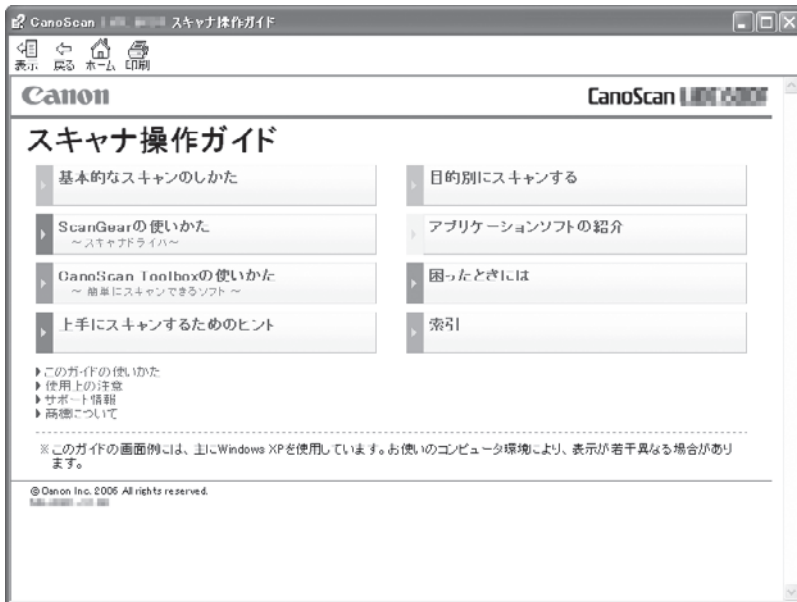 CanoScan スキャナ操作ガイド
表示 戻る ホーム 印刷
Canon
CanoScan
スキャナ操作ガイド
基本的なスキャンのしかた
目的別にスキャンする
ScanGearの使いかた
～スキャナドライバ～
アプリケーションソフトの紹介
CanoScan Toolboxの使いかた
～ 簡単にスキャンできるソフト ～
困ったときには
上手にスキャンするためのヒント
索引
このガイドの使いかた
使用上の注意
サポート情報
商標について
※このガイドの画面例には、主にWindows XPを使用しています。お使いのコンピュータ環境により、表示が若干異なる場合があり
ます。
© Canon Inc. 2006 All rights reserved.